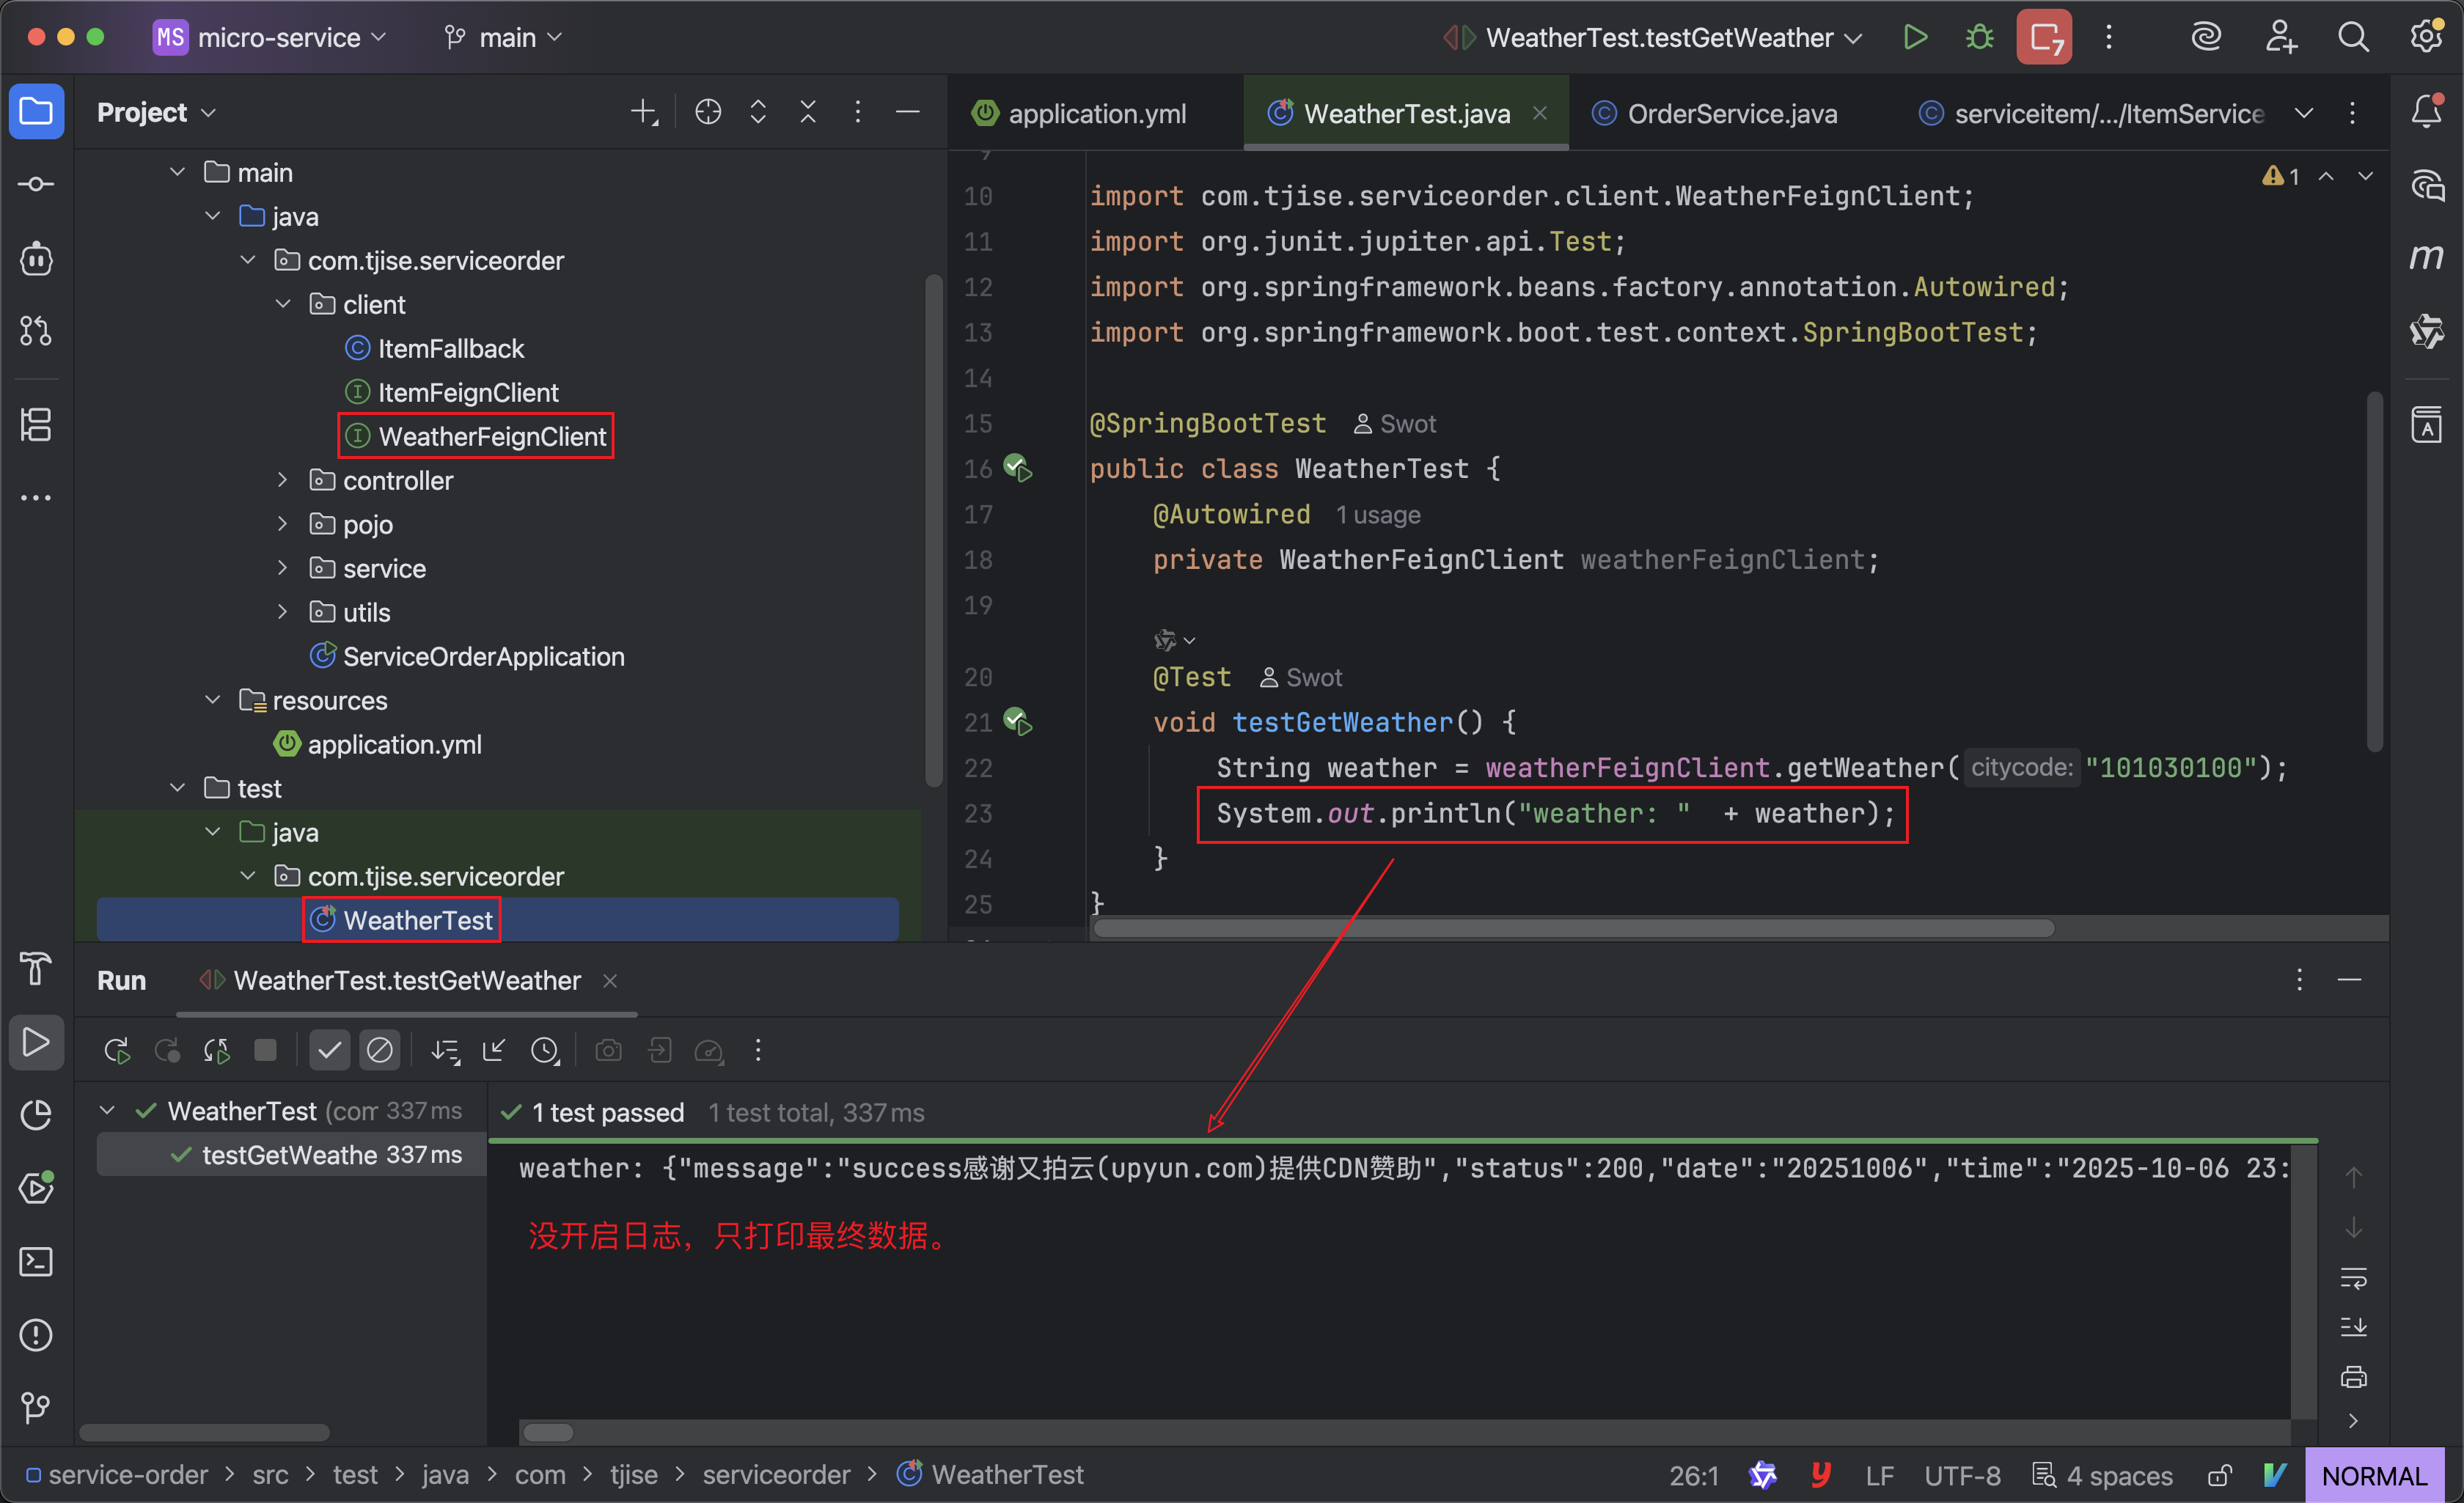 MS micro-service main WeatherTest.testGetWeather 7
Project
main
java
com.tjise.serviceorder
client
ItemFallback
ItemFeignClient
WeatherFeignClient
controller
pojo
service
utils
ServiceOrderApplication
resources
application.yml
test
java
com.tjise.serviceorder
WeatherTest
application.yml WeatherTest.java OrderService.java serviceitem/.../ItemService
1
9
10 import com.tjise.serviceorder.client.WeatherFeignClient;
11 import org.junit.jupiter.api.Test;
12 import org.springframework.beans.factory.annotation.Autowired;
13 import org.springframework.boot.test.context.SpringBootTest;
14
15 @SpringBootTest Swot
16 public class WeatherTest {
17 @Autowired 1 usage
18 private WeatherFeignClient weatherFeignClient;
19
20 @Test Swot
21 void testGetWeather() {
22 String weather = weatherFeignClient.getWeather( citycode: "101030100");
23 System.out.println("weather: " + weather);
24 }
25 }
Run WeatherTest.testGetWeather
WeatherTest (com 337 ms
testGetWeathe 337 ms
1 test passed 1 test total, 337 ms
weather: {"message":"success感谢又拍云(upyun.com)提供CDN赞助","status":200,"date":"20251006","time":"2025-10-06 23:
没开启日志，只打印最终数据。
service-order > src > test > java > com > tjise > serviceorder > WeatherTest
26:1 LF UTF-8 4 spaces NORMAL